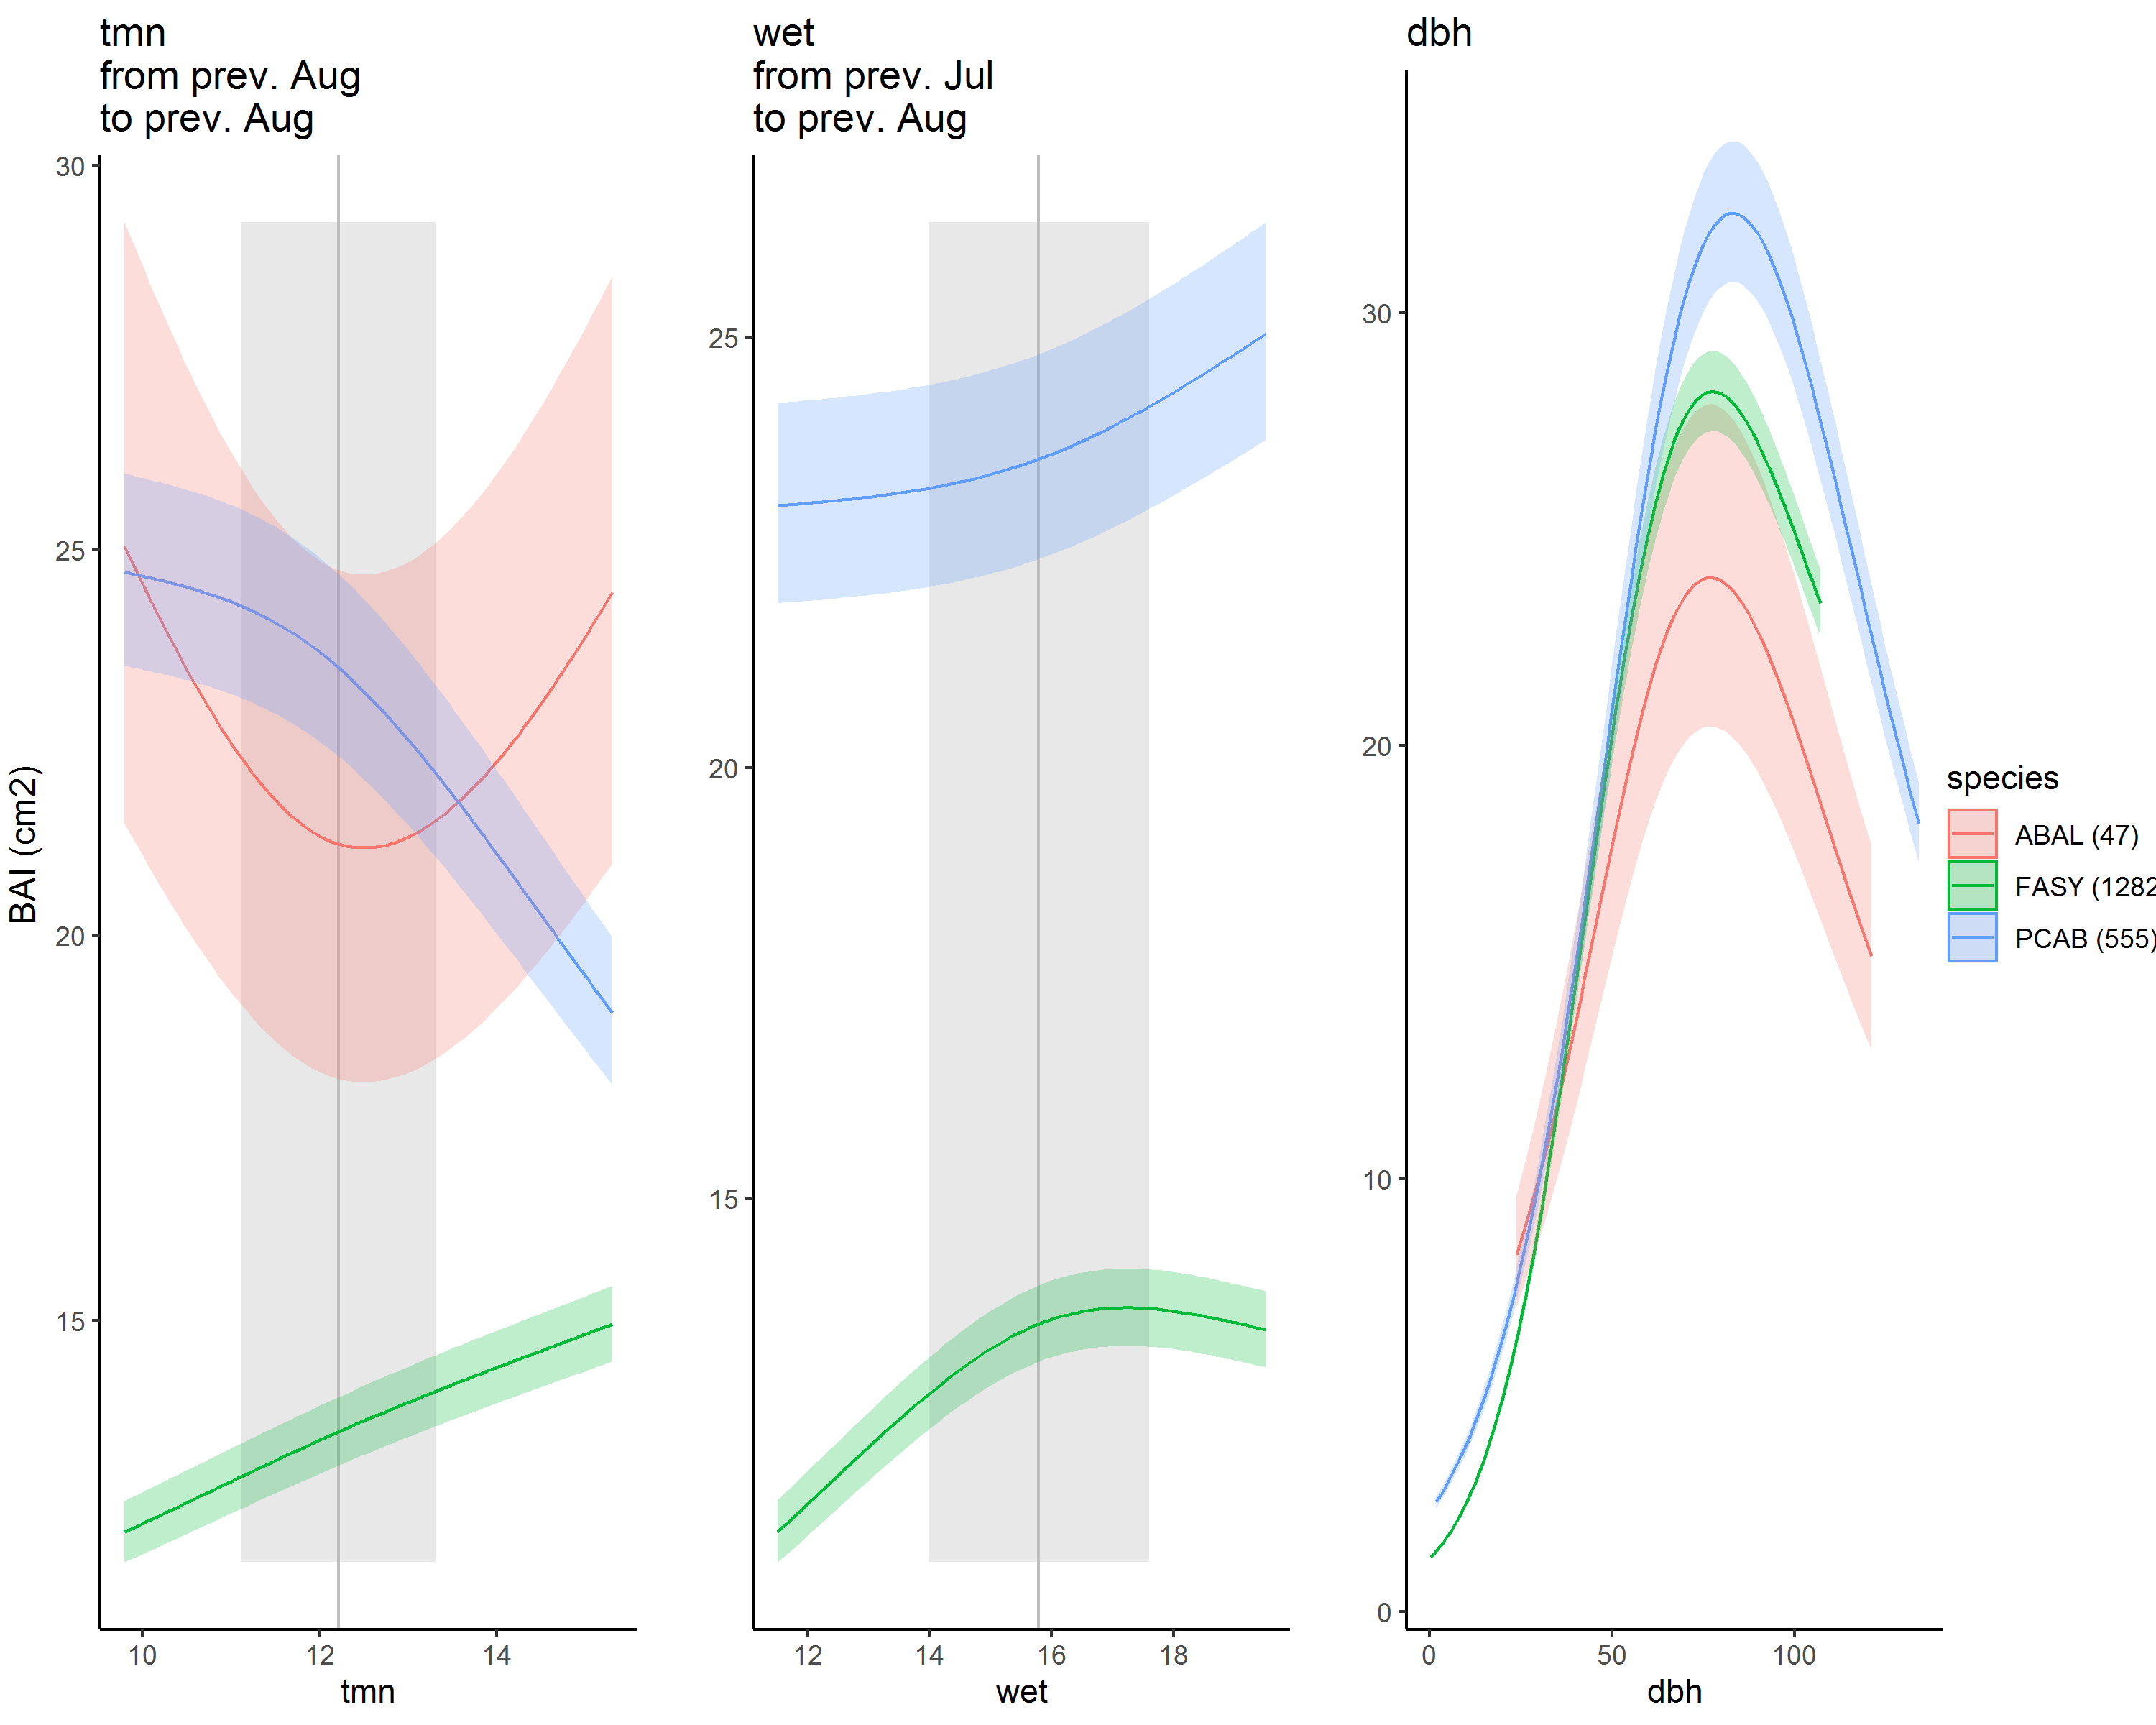 tmn
from prev. Aug
to prev. Aug
wet
from prev. Jul
to prev. Aug
dbh
BAI (cm2)
30
25
20
15
10
12
14
tmn
25
20
15
12
14
16
18
wet
30
20
10
0
0
50
100
dbh
species
ABAL (47)
FASY (1282
PCAB (555)